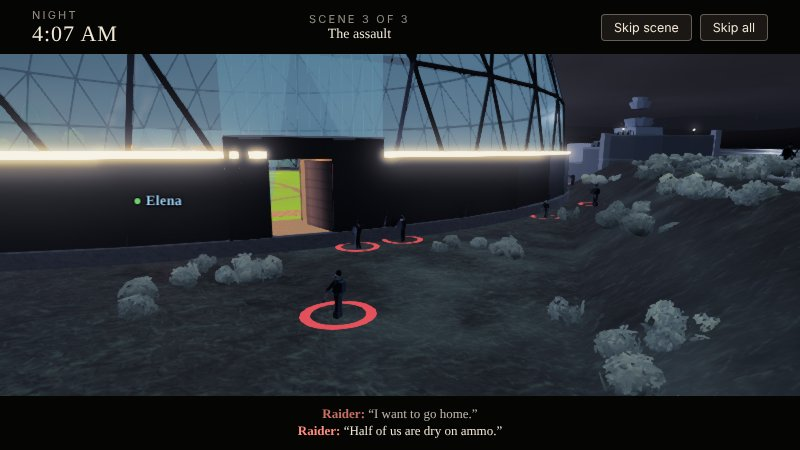 NIGHT
4:07 AM
SCENE 3 OF 3
The assault
Skip scene
Skip all
Elena
Raider: “I want to go home.”
Raider: “Half of us are dry on ammo.”